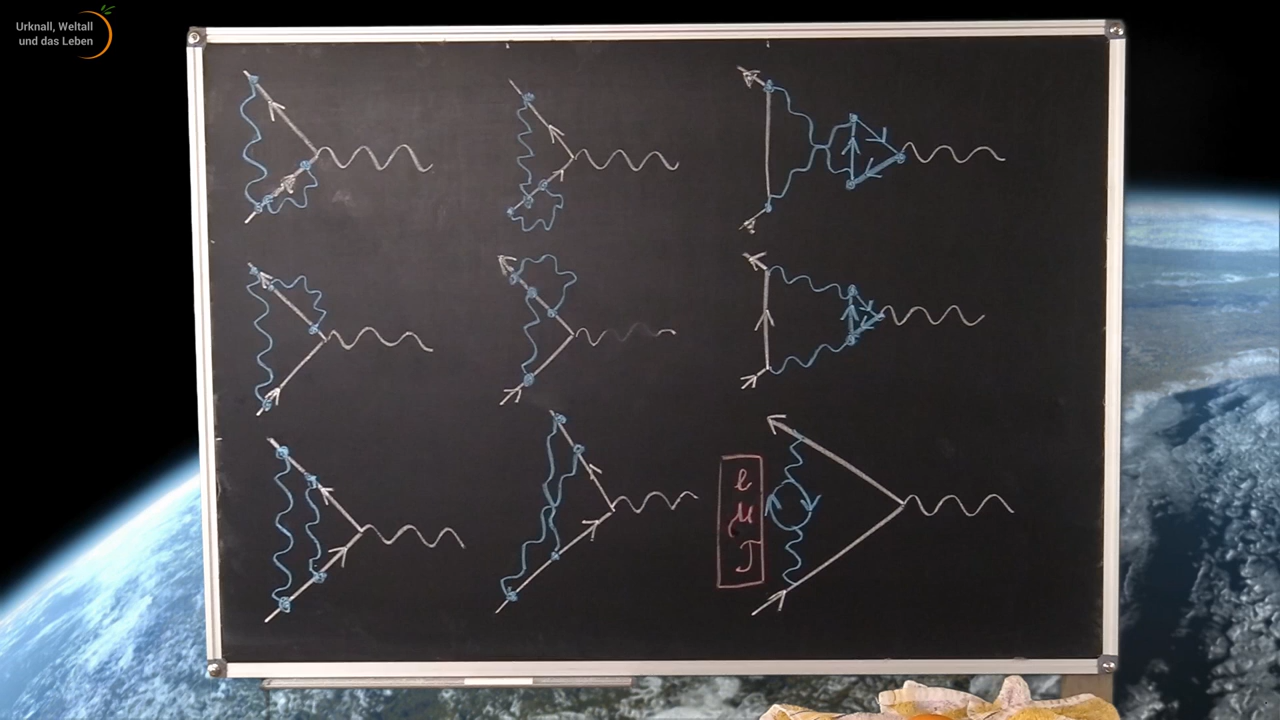 Urknall, Weltall
und das Leben
e
μ
τ